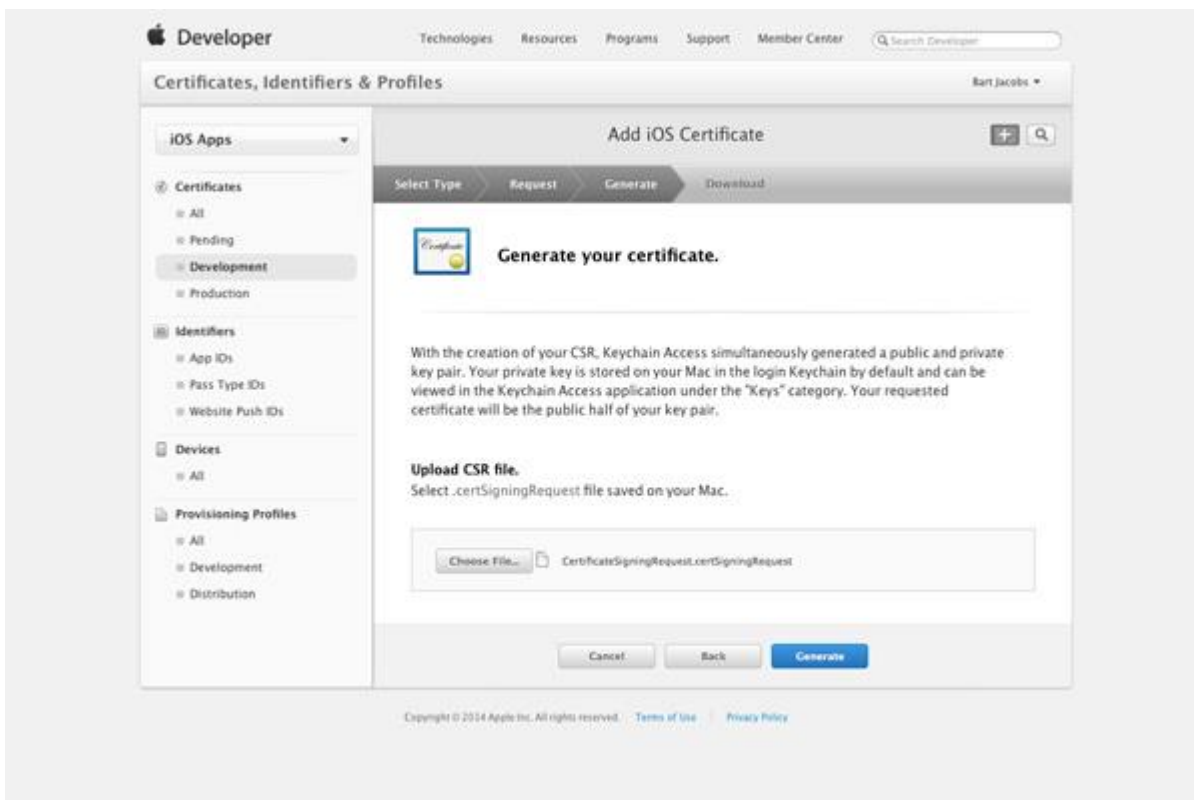 Developer
Technologies Resources Programs Support Member Center Search Developer
Certificates, Identifiers & Profiles
Bart Jacobs
iOS Apps
Add iOS Certificate
Select Type Request Generate Download
Certificates
All
Pending
Development
Production
Identifiers
App IDs
Pass Type IDs
Website Push IDs
Devices
All
Provisioning Profiles
All
Development
Distribution
Certificate
Generate your certificate.
With the creation of your CSR, Keychain Access simultaneously generated a public and private
key pair. Your private key is stored on your Mac in the login Keychain by default and can be
viewed in the Keychain Access application under the "Keys" category. Your requested
certificate will be the public half of your key pair.
Upload CSR file.
Select .certSigningRequest file saved on your Mac.
Choose File... CertificateSigningRequest.certSigningRequest
Cancel Back Generate
Copyright © 2014 Apple Inc. All rights reserved. Terms of Use Privacy Policy